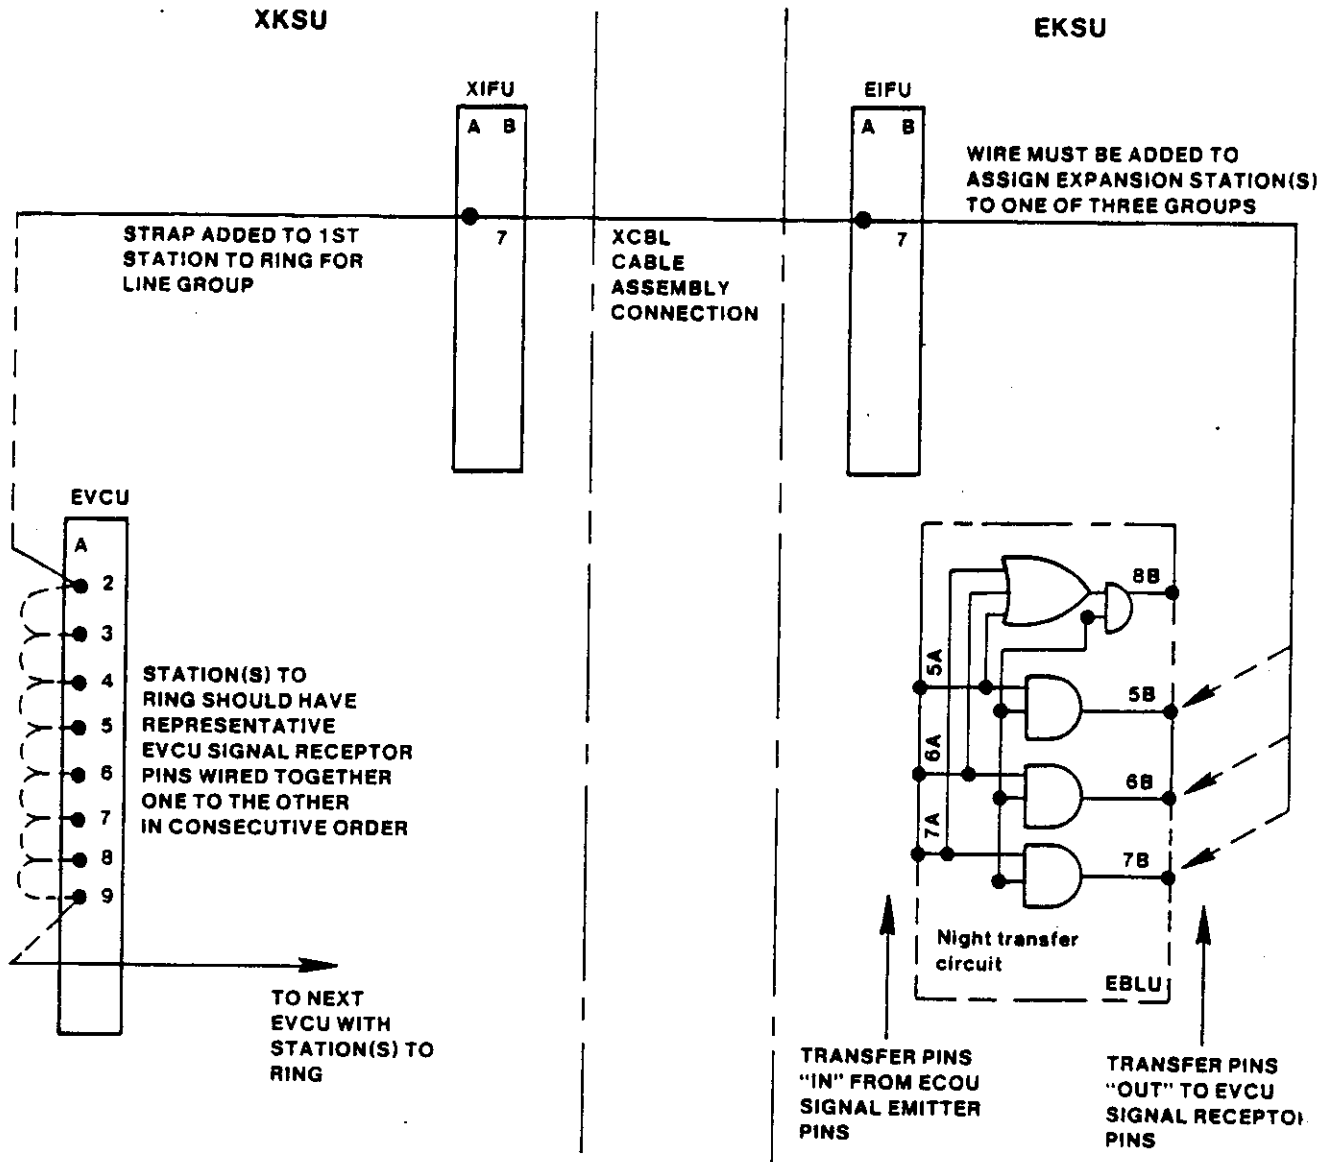 XKSU
EKSU
XIFU
A B
7
EIFU
A B
7
WIRE MUST BE ADDED TO
ASSIGN EXPANSION STATION(S)
TO ONE OF THREE GROUPS
STRAP ADDED TO 1ST
STATION TO RING FOR
LINE GROUP
XCBL
CABLE
ASSEMBLY
CONNECTION
EVCU
A
2
3
4
5
6
7
8
9
STATION(S) TO
RING SHOULD HAVE
REPRESENTATIVE
EVCU SIGNAL RECEPTOR
PINS WIRED TOGETHER
ONE TO THE OTHER
IN CONSECUTIVE ORDER
TO NEXT
EVCU WITH
STATION(S) TO
RING
8B
5A
5B
6A
6B
7A
7B
Night transfer
circuit
EBLU
TRANSFER PINS
"IN" FROM ECOU
SIGNAL EMITTER
PINS
TRANSFER PINS
"OUT" TO EVCU
SIGNAL RECEPTO
PINS